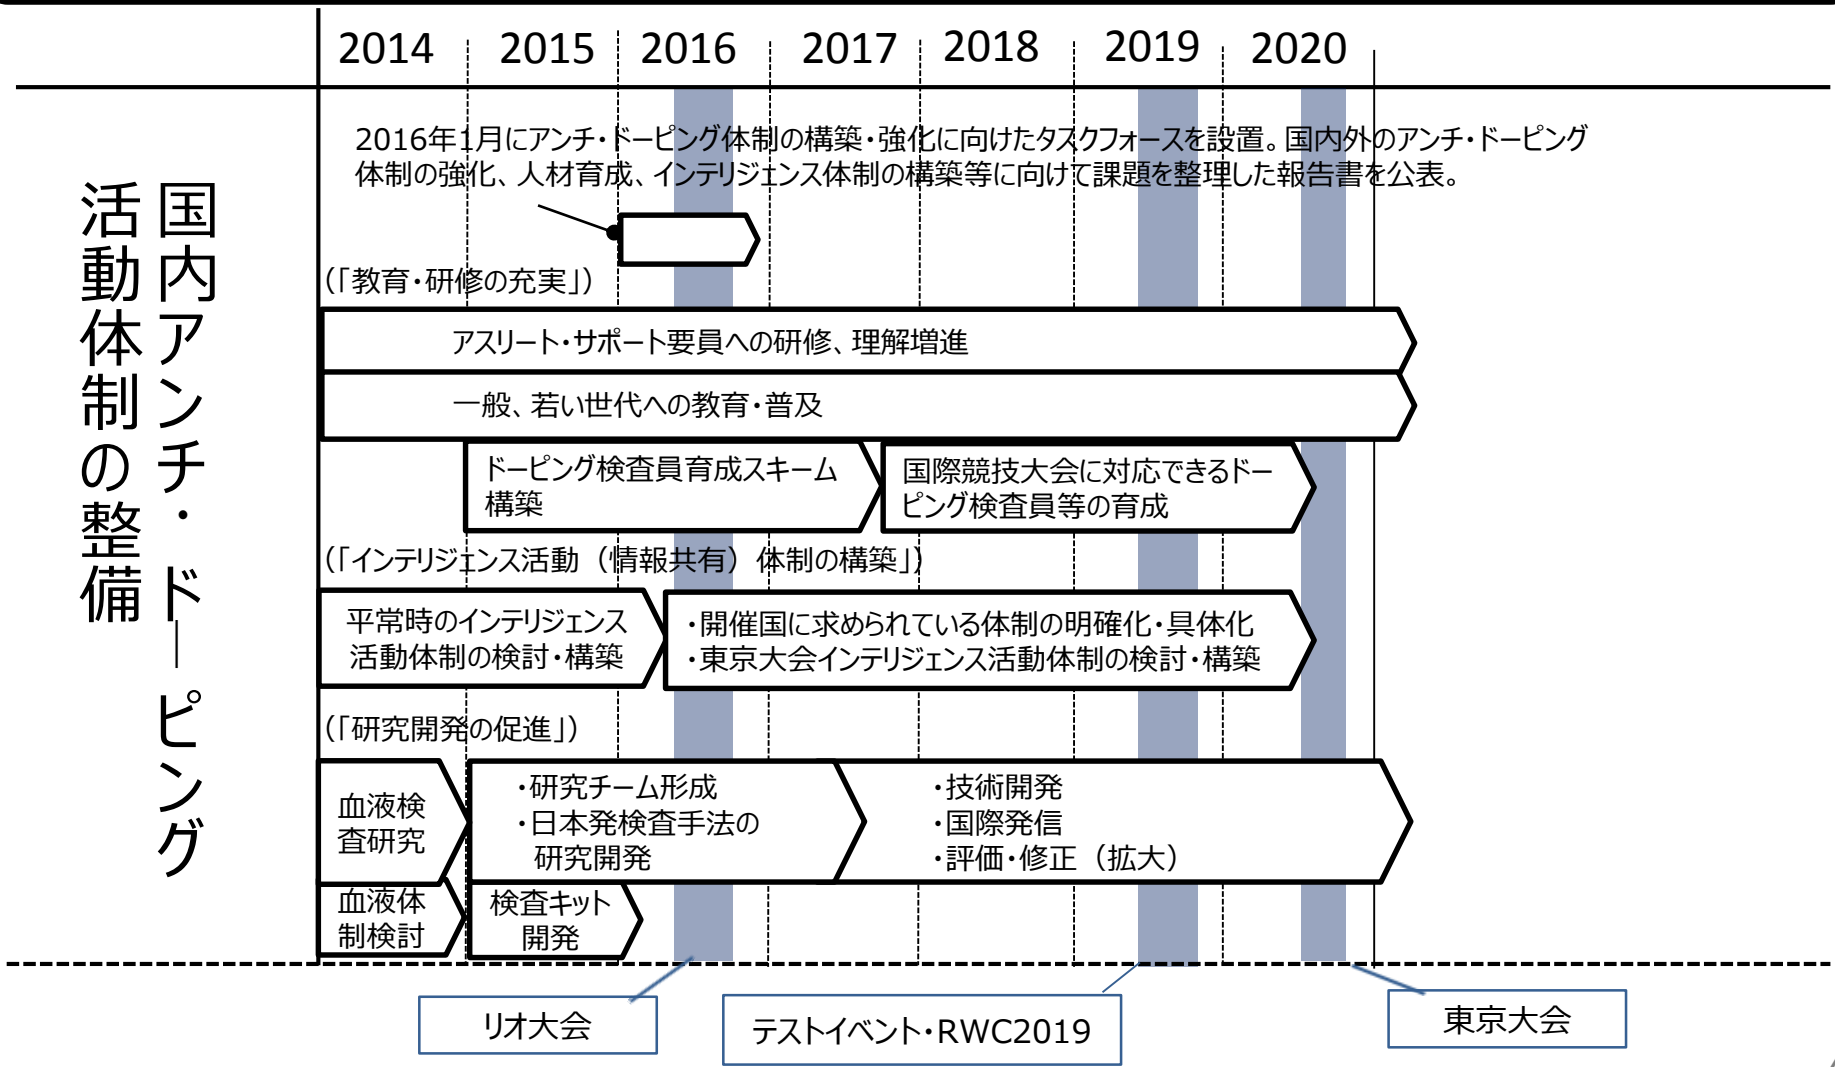 2014 2015 2016 2017 2018 2019 2020
国内アンチ・ドーピング
活動体制の整備
2016年1月にアンチ・ドーピング体制の構築・強化に向けたタスクフォースを設置。国内外のアンチ・ドーピング
体制の強化、人材育成、インテリジェンス体制の構築等に向けて課題を整理した報告書を公表。
(「教育・研修の充実」)
アスリート・サポート要員への研修、理解増進
一般、若い世代への教育・普及
ドーピング検査員育成スキーム
構築
国際競技大会に対応できるドー
ピング検査員等の育成
(「インテリジェンス活動（情報共有）体制の構築」)
平常時のインテリジェンス
活動体制の検討・構築
・開催国に求められている体制の明確化・具体化
・東京大会インテリジェンス活動体制の検討・構築
(「研究開発の促進」)
血液検
査研究
・研究チーム形成
・日本発検査手法の
研究開発
・技術開発
・国際発信
・評価・修正（拡大）
血液体
制検討
検査キット
開発
リオ大会
テストイベント・RWC2019
東京大会